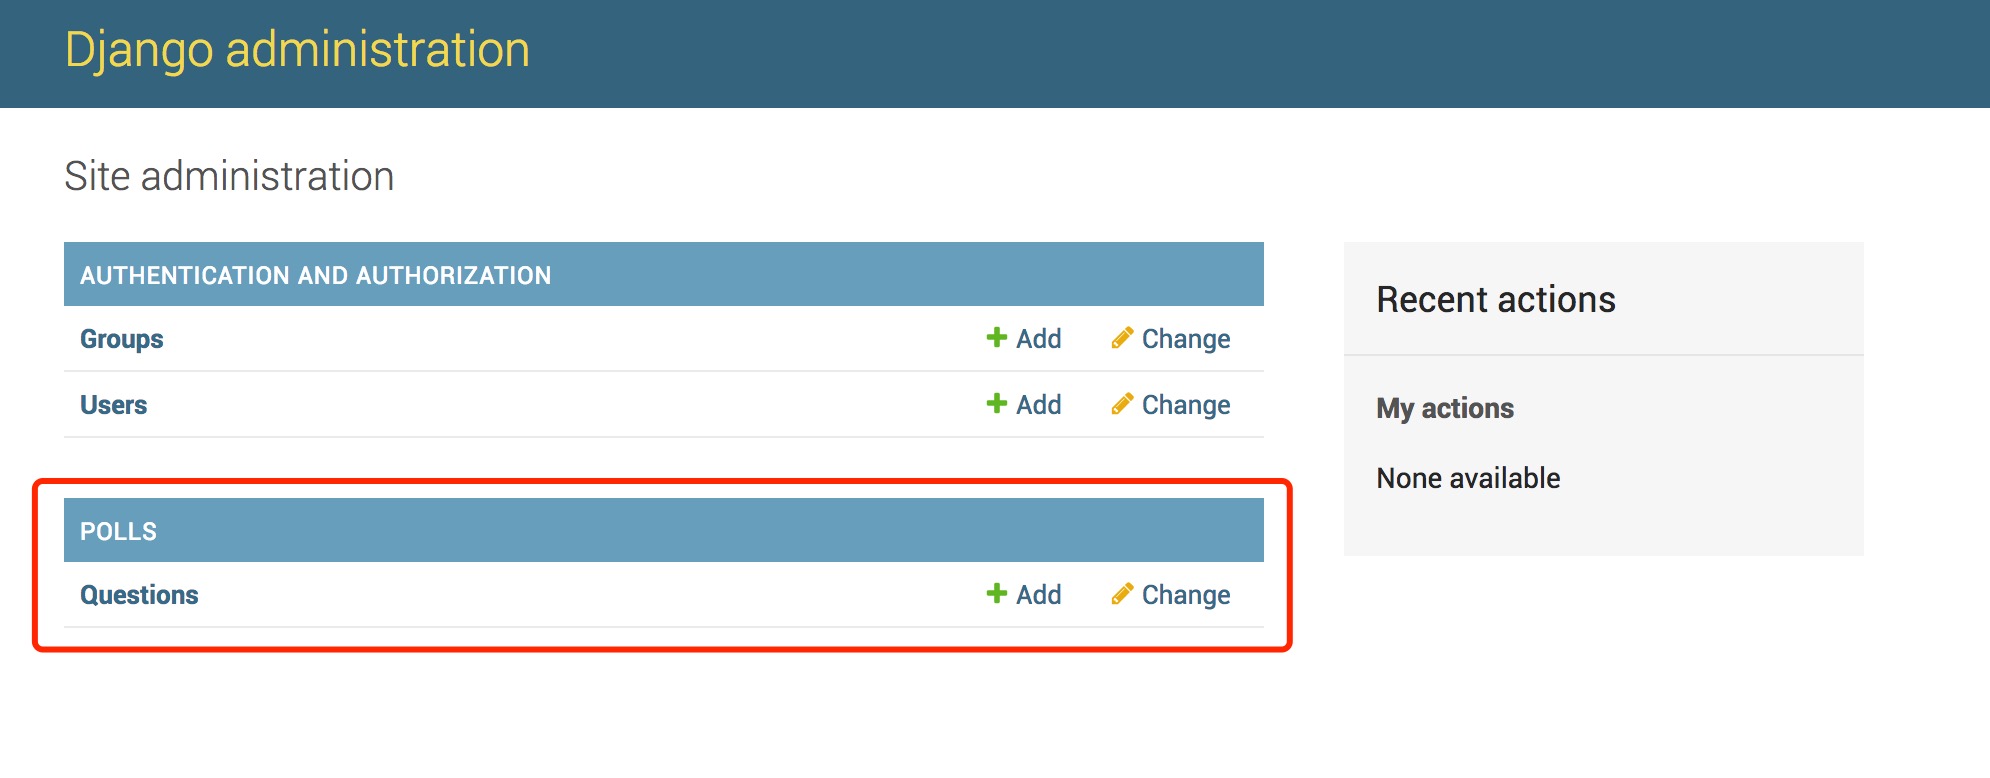 Django administration
Site administration
AUTHENTICATION AND AUTHORIZATION
Groups Add Change
Users Add Change
POLLS
Questions Add Change
Recent actions
My actions
None available